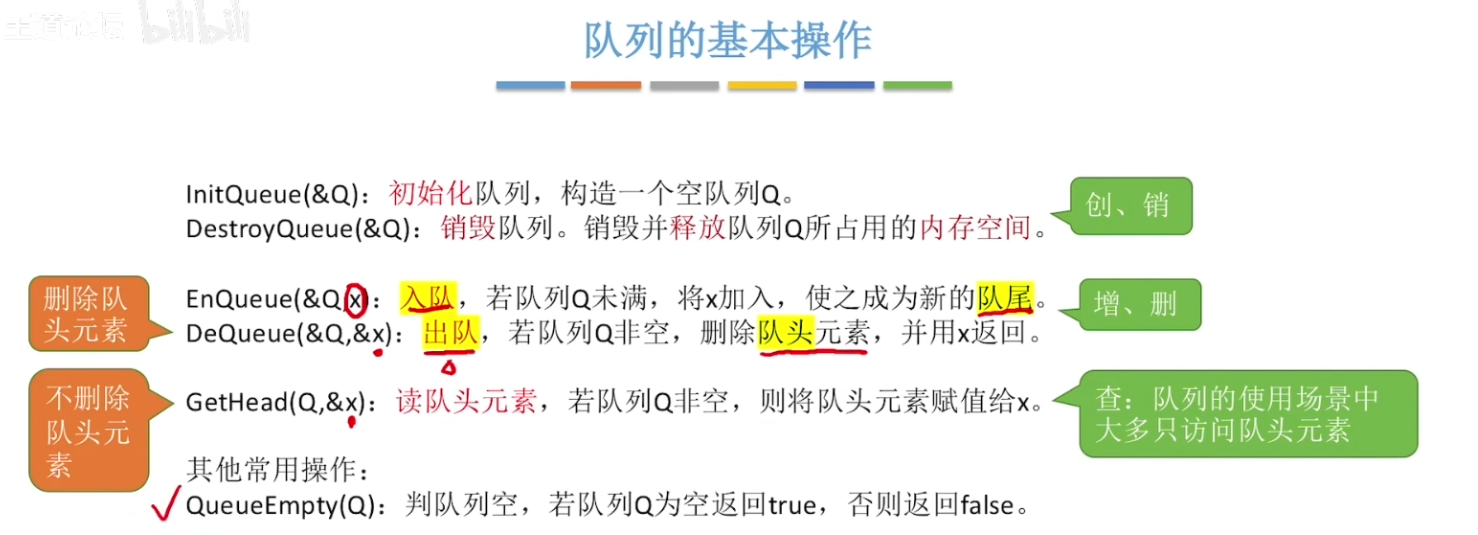 王道论坛 bilibili
队列的基本操作
InitQueue(&Q)：初始化队列，构造一个空队列Q。
DestroyQueue(&Q)：销毁队列。销毁并释放队列Q所占用的内存空间。
创、销
删除队
头元素
EnQueue(&Q,x)：入队，若队列Q未满，将x加入，使之成为新的队尾。
DeQueue(&Q,&x)：出队，若队列Q非空，删除队头元素，并用x返回。
增、删
不删除
队头元
素
GetHead(Q,&x)：读队头元素，若队列Q非空，则将队头元素赋值给x。
查：队列的使用场景中
大多只访问队头元素
其他常用操作：
QueueEmpty(Q)：判队列空，若队列Q为空返回true，否则返回false。